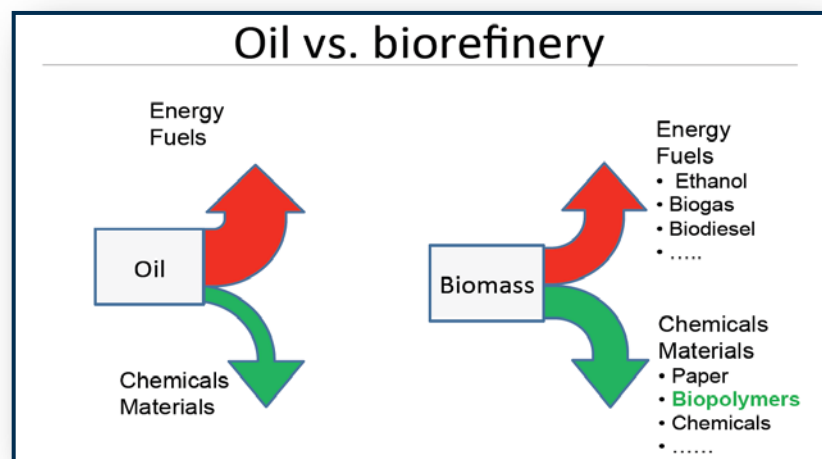 Oil vs. biorefinery
Energy
Fuels
Oil
Chemicals
Materials
Energy
Fuels
• Ethanol
• Biogas
• Biodiesel
• .....
Biomass
Chemicals
Materials
• Paper
• Biopolymers
• Chemicals
• ......